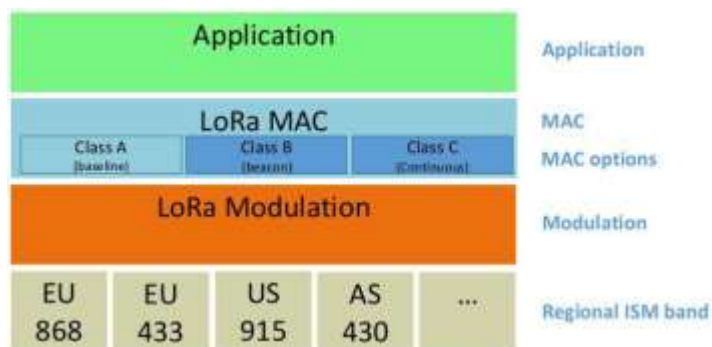 Application
Application
LoRa MAC
MAC
Class A
(baseline)
Class B
(beacon)
Class C
(Continuous)
MAC options
LoRa Modulation
Modulation
EU
868
EU
433
US
915
AS
430
...
Regional ISM band